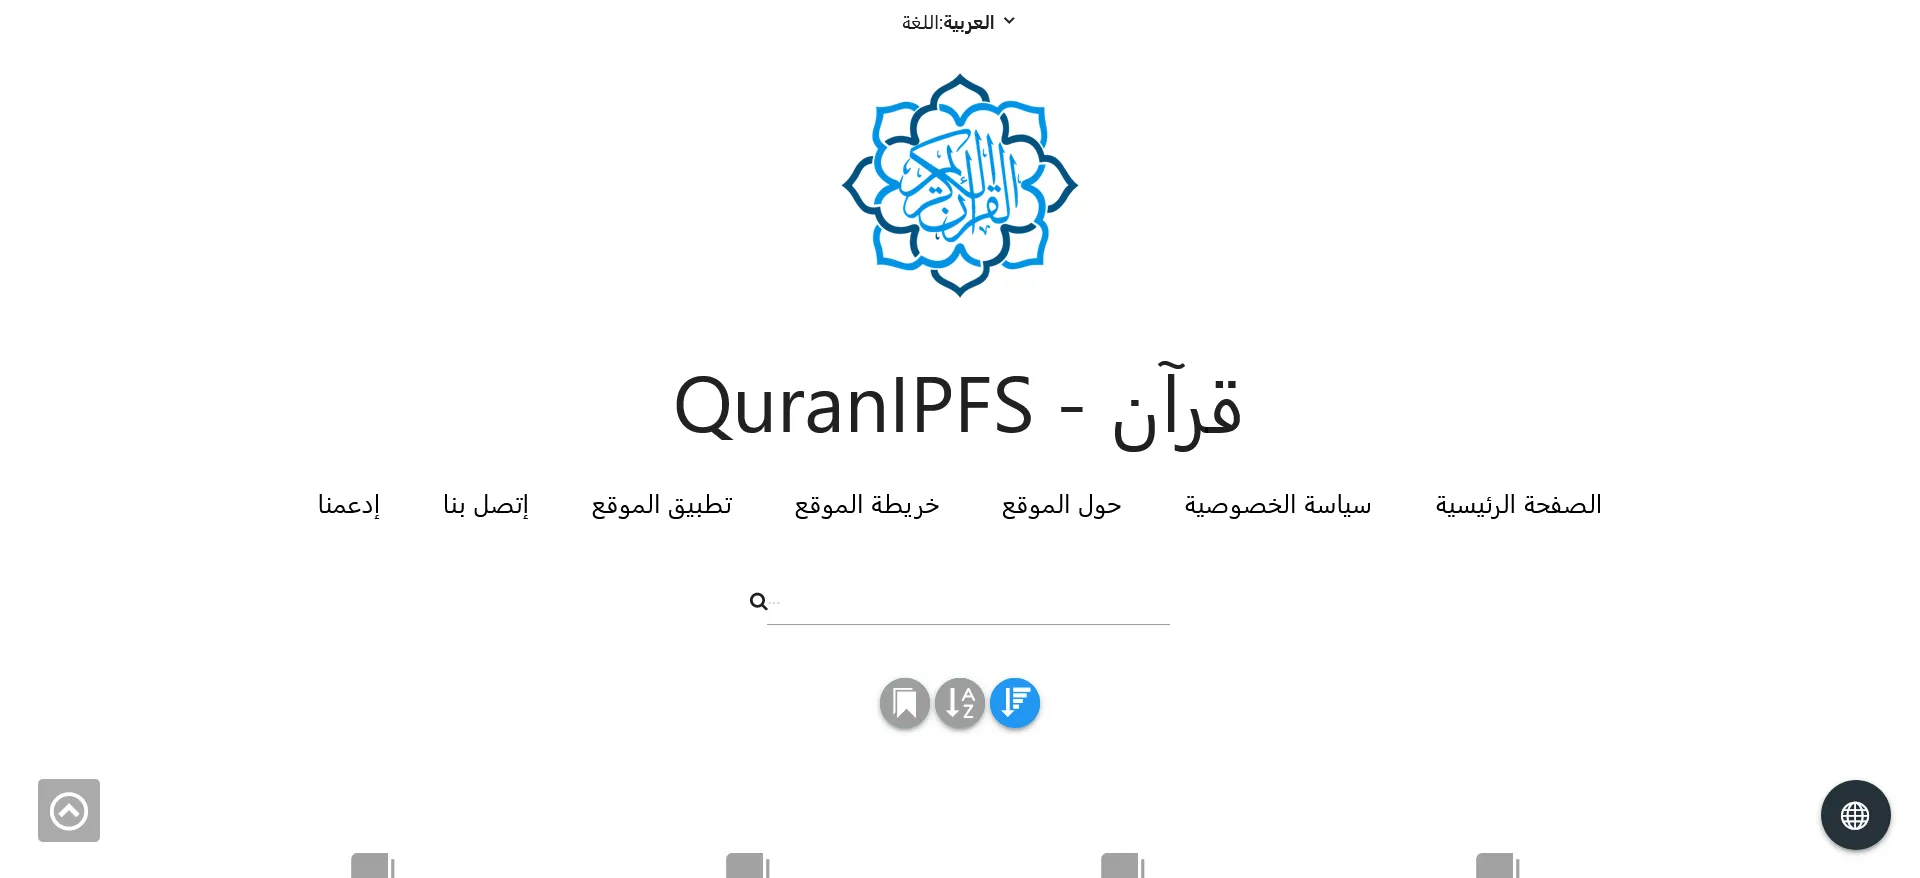 اللغة:العربية
القرآن الكريم
QuranIPFS - قرآن
الصفحة الرئيسية
سياسة الخصوصية
حول الموقع
خريطة الموقع
تطبيق الموقع
إتصل بنا
إدعمنا
...
A
Z